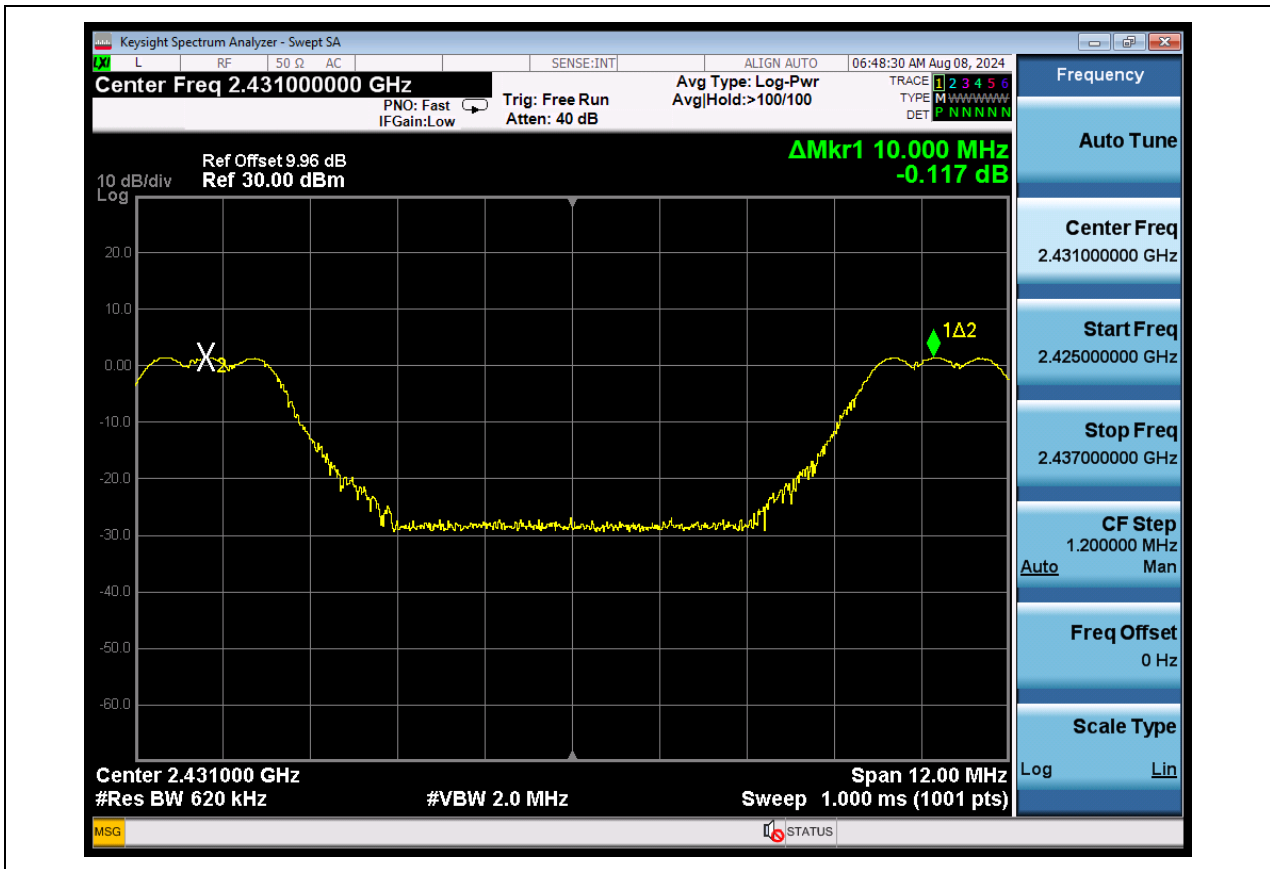 Keysight Spectrum Analyzer - Swept SA
LXI L RF 50 Ω AC SENSE:INT ALIGN AUTO 06:48:30 AM Aug 08, 2024
Center Freq 2.431000000 GHz
PNO: Fast
IFGain:Low
Trig: Free Run
Atten: 40 dB
Avg Type: Log-Pwr
Avg|Hold:>100/100
TRACE 1 2 3 4 5 6
TYPE M W W W W W
DET P N N N N N
ΔMkr1 10.000 MHz
-0.117 dB
Ref Offset 9.96 dB
10 dB/div Ref 30.00 dBm
Log
20.0
10.0
0.00
-10.0
-20.0
-30.0
-40.0
-50.0
-60.0
X2
1Δ2
Center 2.431000 GHz Span 12.00 MHz
#Res BW 620 kHz #VBW 2.0 MHz Sweep 1.000 ms (1001 pts)
Frequency
Auto Tune
Center Freq
2.431000000 GHz
Start Freq
2.425000000 GHz
Stop Freq
2.437000000 GHz
CF Step
1.200000 MHz
Auto Man
Freq Offset
0 Hz
Scale Type
Log Lin
MSG STATUS